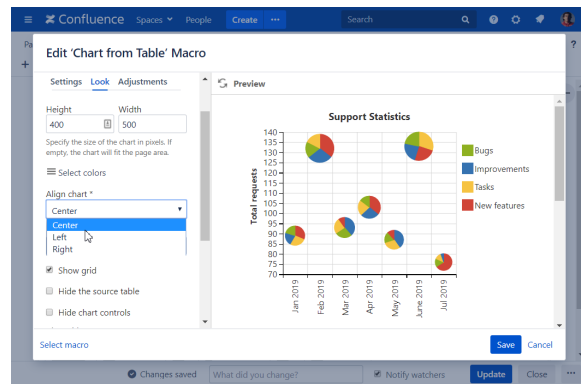 Confluence Spaces People Create ··· Search
Pa
Edit 'Chart from Table' Macro
?
Settings Look Adjustments
Preview
Height Width
400 500
Specify the size of the chart in pixels. If
empty, the chart will fit the page area.
Select colors
Align chart *
Center
Center
Left
Right
Show grid
Hide the source table
Hide chart controls
Support Statistics
Total requests
140
135
130
125
120
115
110
105
100
95
90
85
80
75
70
Jan 2019
Feb 2019
Mar 2019
Apr 2019
May 2019
June 2019
Jul 2019
Bugs
Improvements
Tasks
New features
Select macro
Save Cancel
Changes saved What did you change? Notify watchers Update Close ···